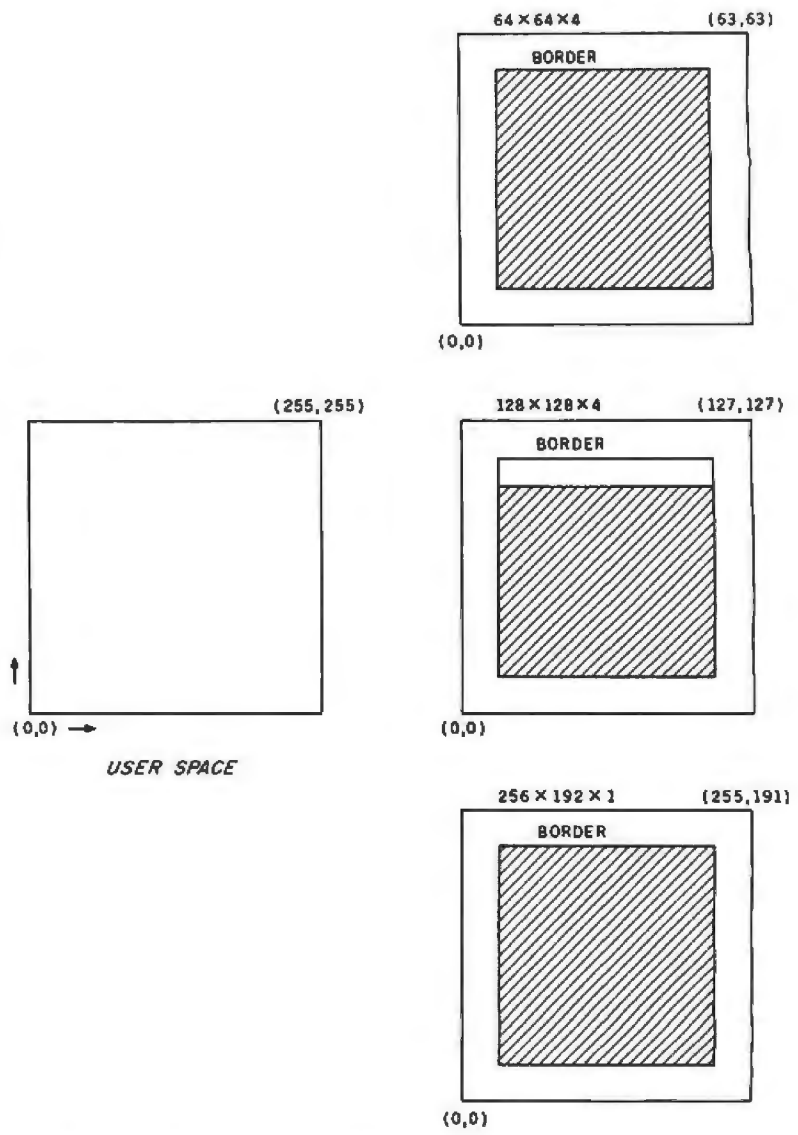 64×64×4 (63,63)
BORDER
(0,0)
(255,255)
(0,0)
USER SPACE
128×128×4 (127,127)
BORDER
(0,0)
256×192×1 (255,191)
BORDER
(0,0)